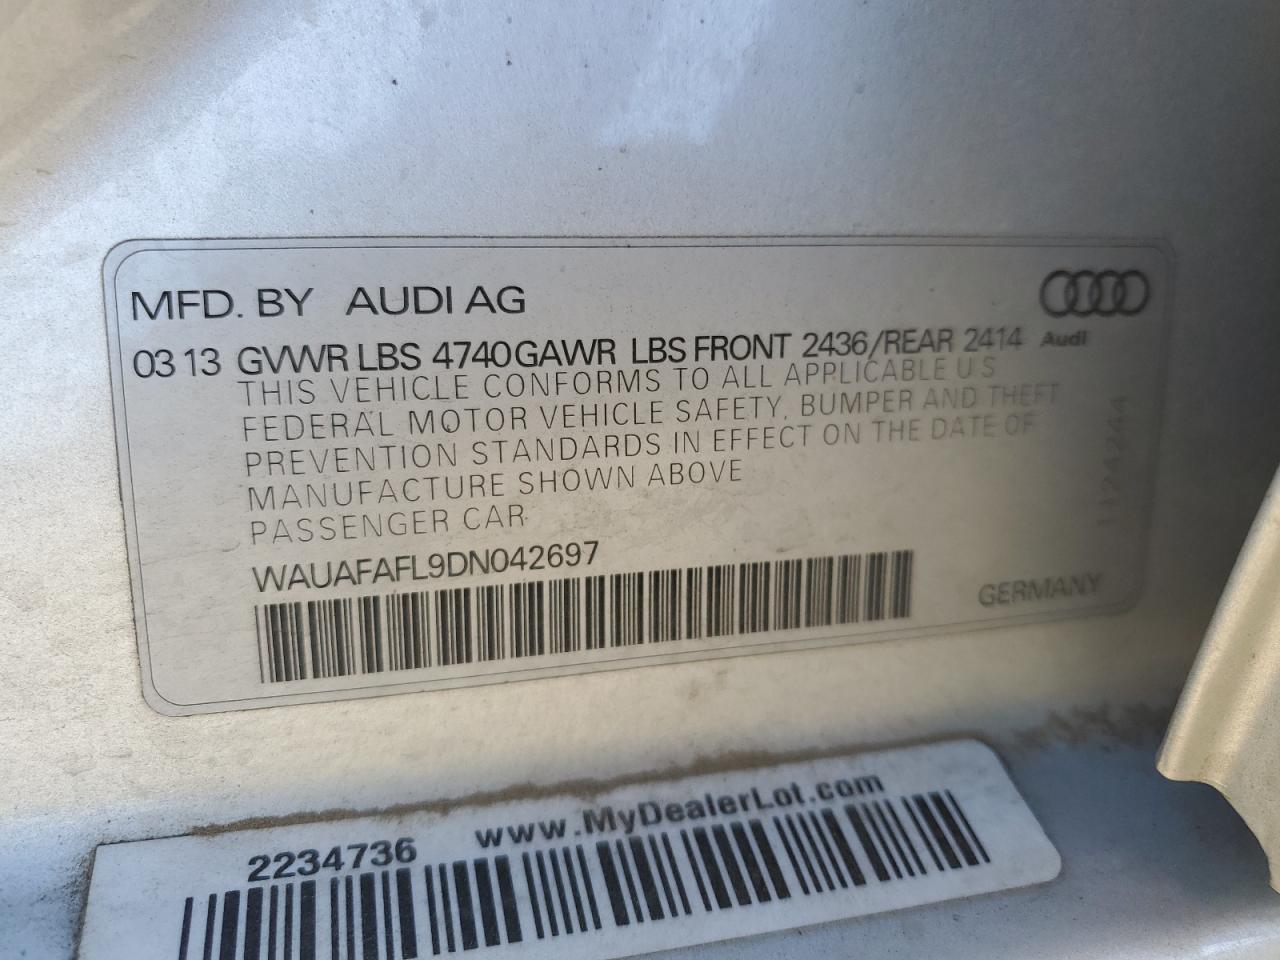 MFD. BY AUDI AG
03 13 GVWR LBS 4740 GAWR LBS FRONT 2436/REAR 2414 Audi
THIS VEHICLE CONFORMS TO ALL APPLICABLE U S
FEDERAL MOTOR VEHICLE SAFETY, BUMPER AND THEFT
PREVENTION STANDARDS IN EFFECT ON THE DATE OF
MANUFACTURE SHOWN ABOVE
PASSENGER CAR
WAUAFAFL9DN042697
GERMANY
1124244
2234736 www.MyDealerLot.com